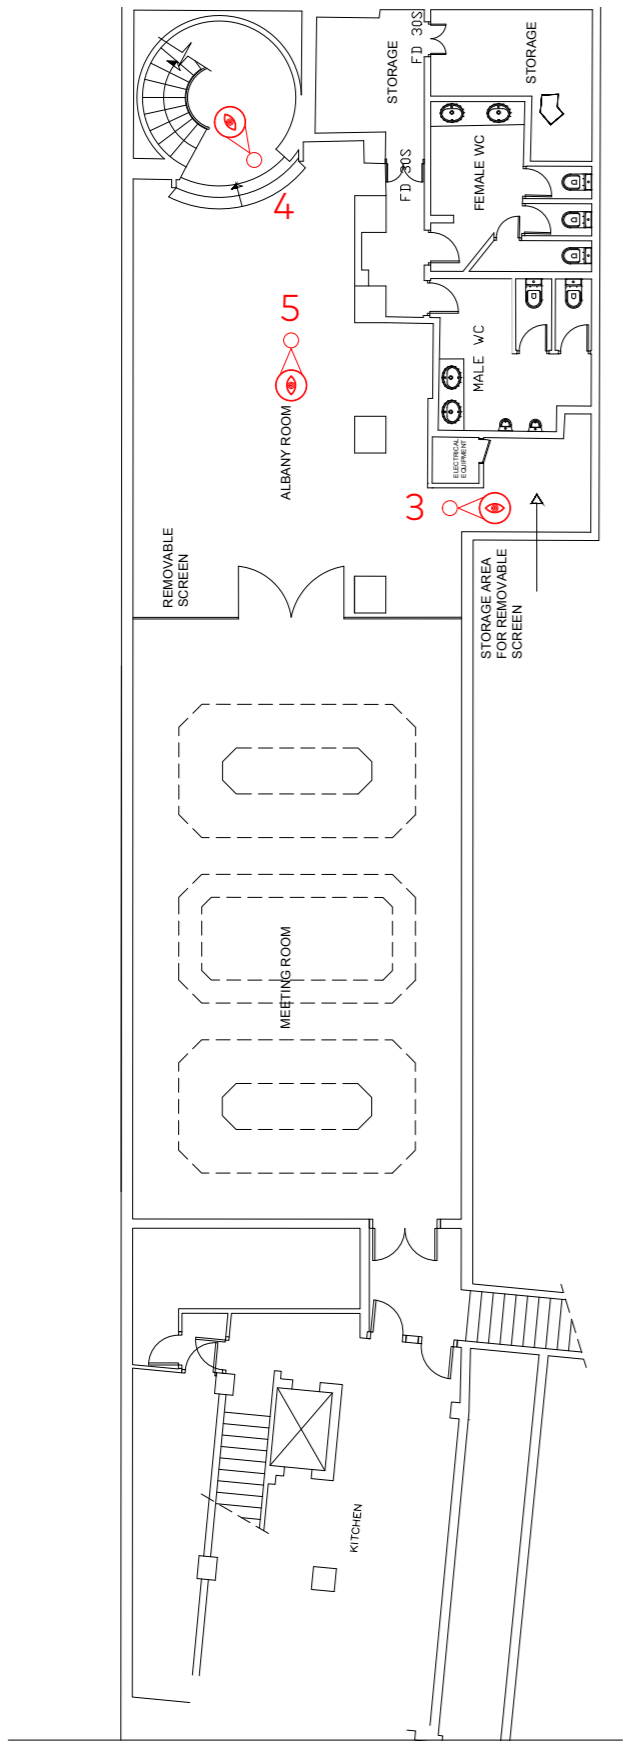 STORAGE
FD 30S
STORAGE
FD 30S
FEMALE WC
4
5
MALE WC
ALBANY ROOM
ELECTRICAL
EQUIPMENT
3
REMOVABLE
SCREEN
STORAGE AREA
FOR REMOVABLE
SCREEN
MEETING ROOM
KITCHEN